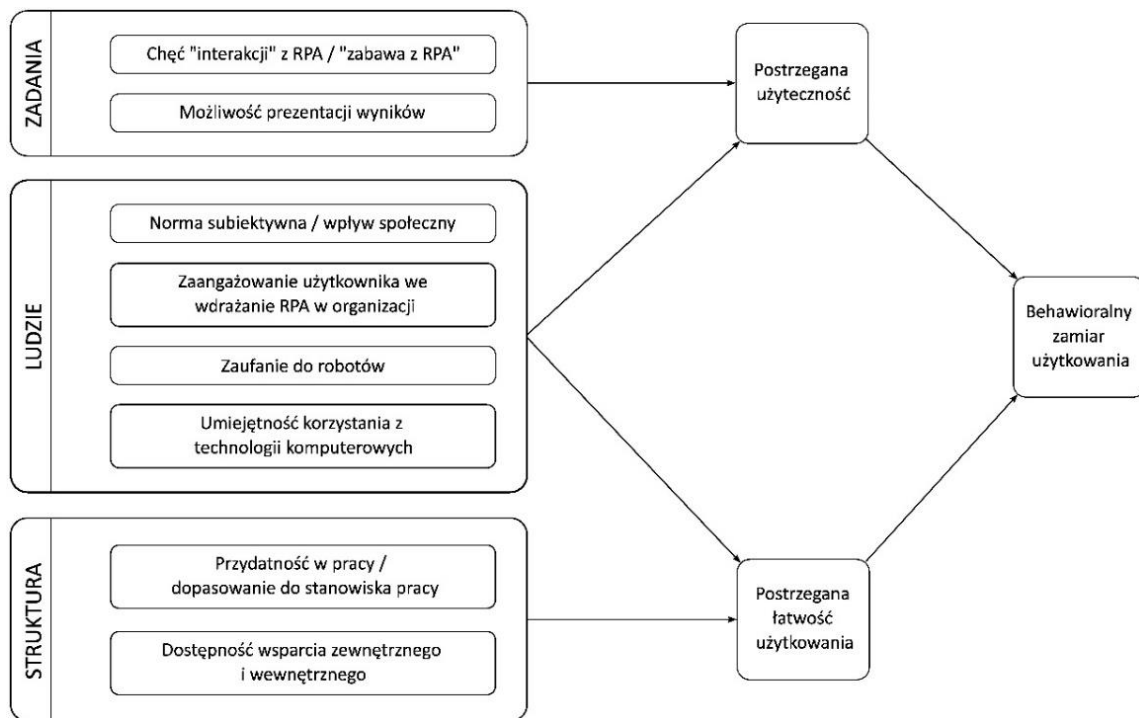 ZADANIA
Chęć "interakcji" z RPA / "zabawa z RPA"
Możliwość prezentacji wyników
LUDZIE
Norma subiektywna / wpływ społeczny
Zaangażowanie użytkownika we
wdrażanie RPA w organizacji
Zaufanie do robotów
Umiejętność korzystania z
technologii komputerowych
STRUKTURA
Przydatność w pracy /
dopasowanie do stanowiska pracy
Dostępność wsparcia zewnętrznego
i wewnętrznego
Postrzegana
użyteczność
Postrzegana
łatwość
użytkowania
Behawioralny
zamiar
użytkowania